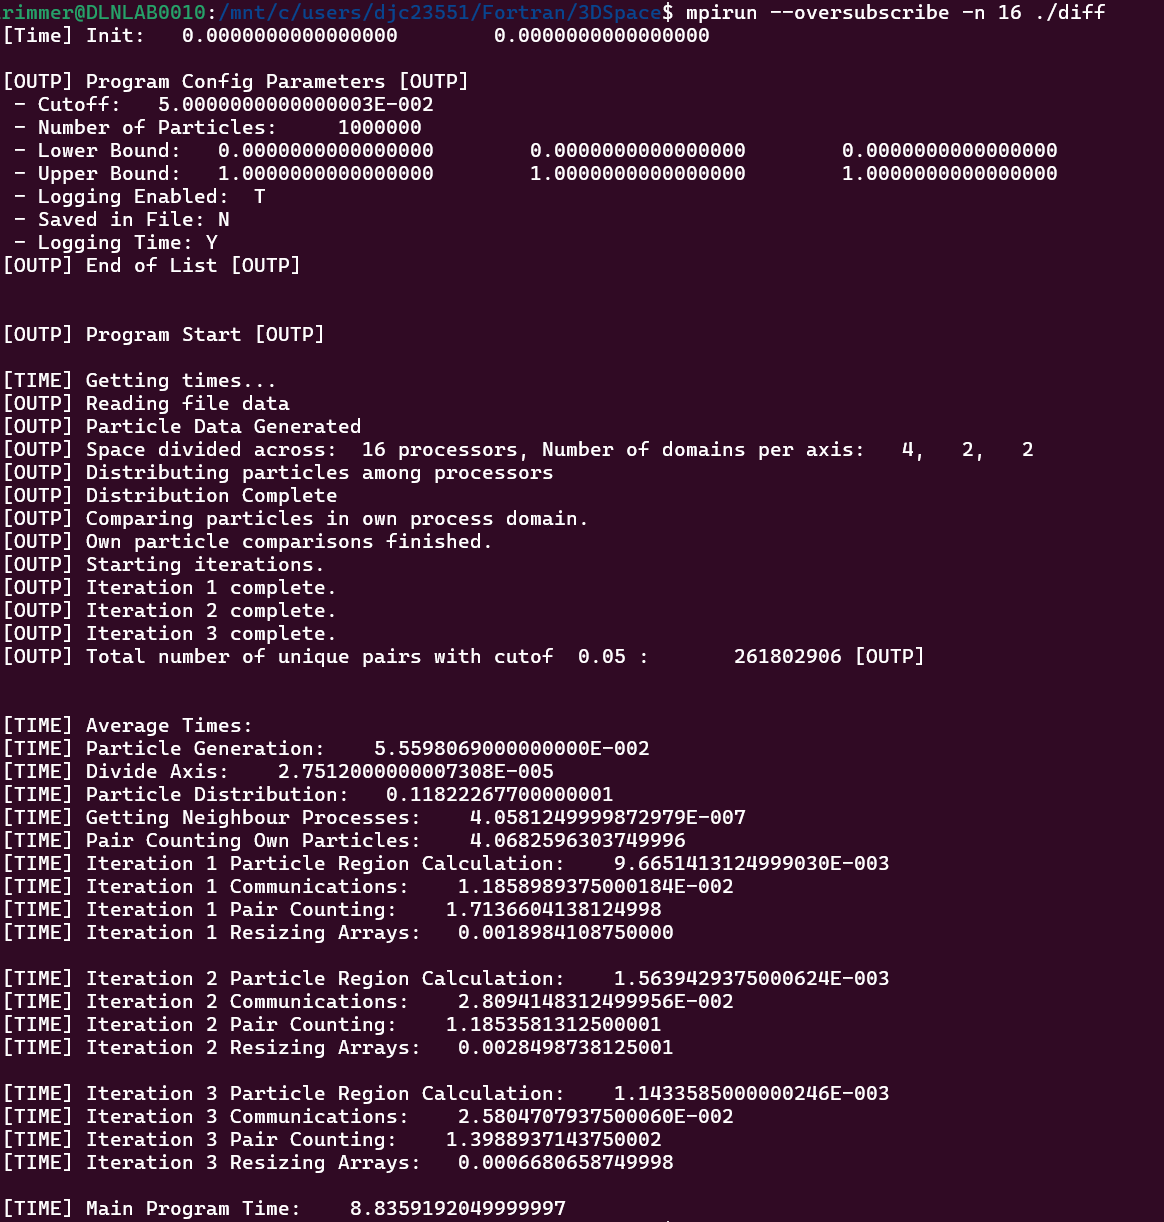 rimmer@DLNLAB0010:/mnt/c/users/djc23551/Fortran/3DSpace$ mpirun --oversubscribe -n 16 ./diff
[Time] Init:   0.0000000000000000        0.0000000000000000
[OUTP] Program Config Parameters [OUTP]
 - Cutoff:   5.0000000000000003E-002
 - Number of Particles:     1000000
 - Lower Bound:   0.0000000000000000        0.0000000000000000        0.0000000000000000
 - Upper Bound:   1.0000000000000000        1.0000000000000000        1.0000000000000000
 - Logging Enabled:  T
 - Saved in File: N
 - Logging Time: Y
[OUTP] End of List [OUTP]
[OUTP] Program Start [OUTP]
[TIME] Getting times...
[OUTP] Reading file data
[OUTP] Particle Data Generated
[OUTP] Space divided across:  16 processors, Number of domains per axis:   4,   2,   2
[OUTP] Distributing particles among processors
[OUTP] Distribution Complete
[OUTP] Comparing particles in own process domain.
[OUTP] Own particle comparisons finished.
[OUTP] Starting iterations.
[OUTP] Iteration 1 complete.
[OUTP] Iteration 2 complete.
[OUTP] Iteration 3 complete.
[OUTP] Total number of unique pairs with cutof  0.05 :       261802906 [OUTP]
[TIME] Average Times:
[TIME] Particle Generation:    5.5598069000000000E-002
[TIME] Divide Axis:    2.7512000000007308E-005
[TIME] Particle Distribution:   0.11822267700000001
[TIME] Getting Neighbour Processes:    4.0581249999872979E-007
[TIME] Pair Counting Own Particles:    4.0682596303749996
[TIME] Iteration 1 Particle Region Calculation:    9.6651413124999030E-003
[TIME] Iteration 1 Communications:    1.1858989375000184E-002
[TIME] Iteration 1 Pair Counting:    1.7136604138124998
[TIME] Iteration 1 Resizing Arrays:   0.0018984108750000
[TIME] Iteration 2 Particle Region Calculation:    1.5639429375000624E-003
[TIME] Iteration 2 Communications:    2.8094148312499956E-002
[TIME] Iteration 2 Pair Counting:    1.1853581312500001
[TIME] Iteration 2 Resizing Arrays:   0.0028498738125001
[TIME] Iteration 3 Particle Region Calculation:    1.1433585000000246E-003
[TIME] Iteration 3 Communications:    2.5804707937500060E-002
[TIME] Iteration 3 Pair Counting:    1.3988937143750002
[TIME] Iteration 3 Resizing Arrays:   0.0006680658749998
[TIME] Main Program Time:    8.8359192049999997